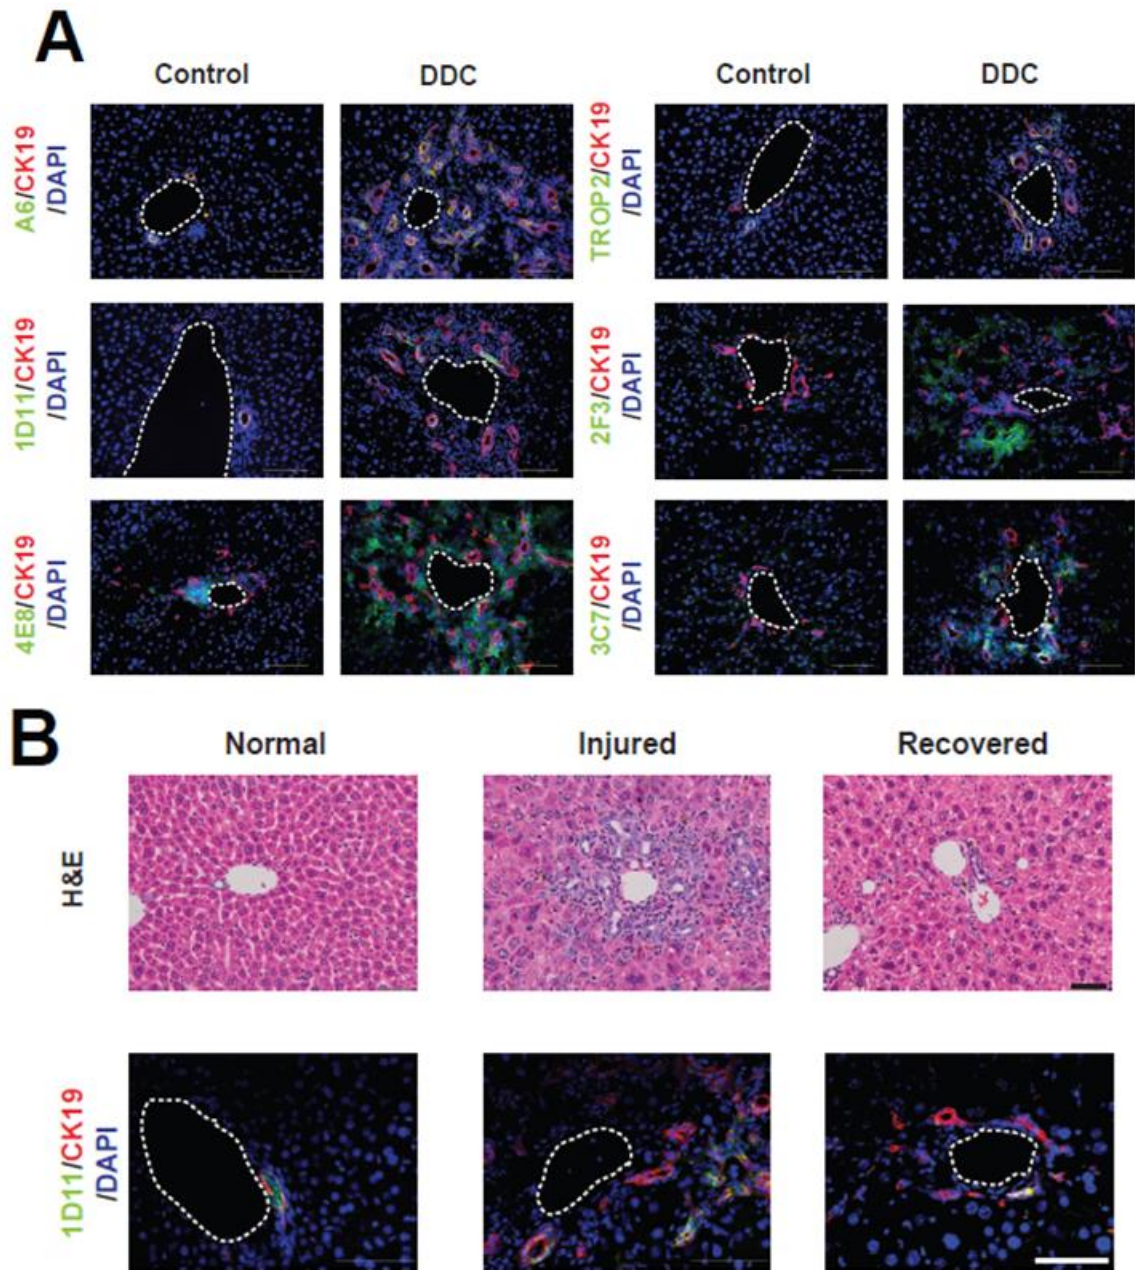 A
Control DDC Control DDC
A6/CK19
/DAPI
TROP2/CK19
/DAPI
1D11/CK19
/DAPI
2F3/CK19
/DAPI
4E8/CK19
/DAPI
3C7/CK19
/DAPI
B
Normal Injured Recovered
H&E
1D11/CK19
/DAPI